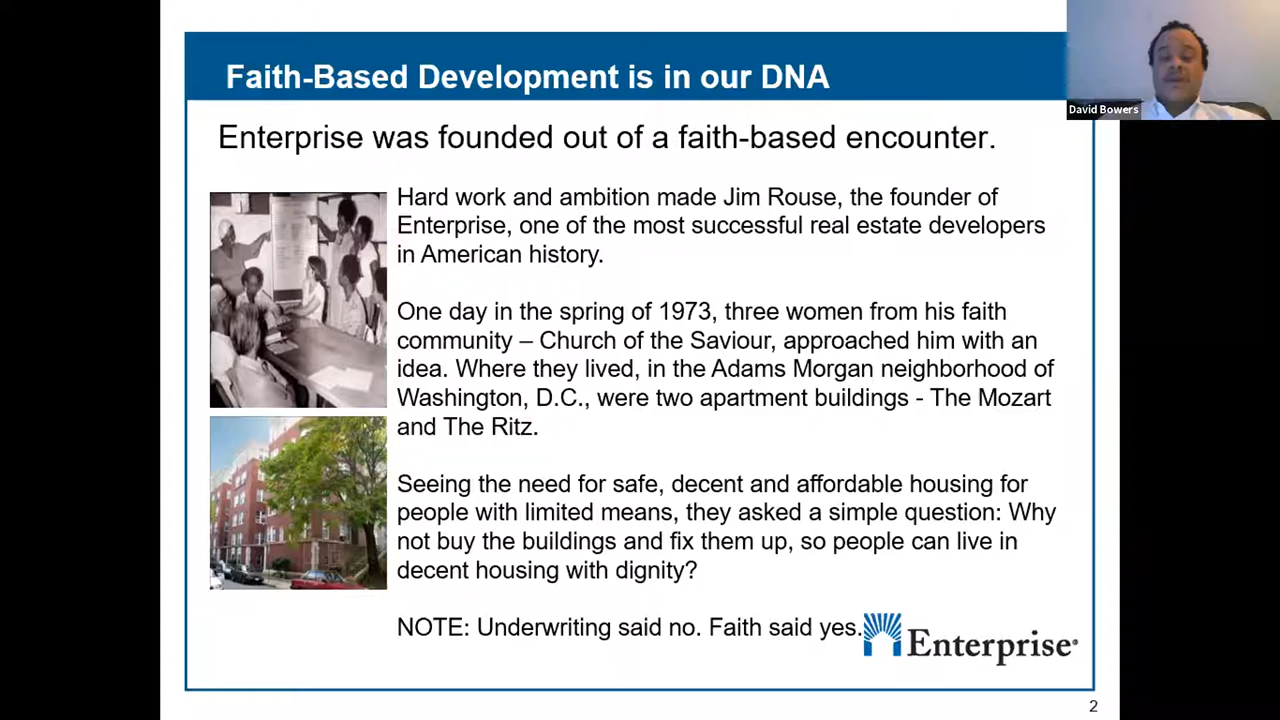 Faith-Based Development is in our DNA
David Bowers
Enterprise was founded out of a faith-based encounter.
Hard work and ambition made Jim Rouse, the founder of
Enterprise, one of the most successful real estate developers
in American history.
One day in the spring of 1973, three women from his faith
community – Church of the Saviour, approached him with an
idea. Where they lived, in the Adams Morgan neighborhood of
Washington, D.C., were two apartment buildings - The Mozart
and The Ritz.
Seeing the need for safe, decent and affordable housing for
people with limited means, they asked a simple question: Why
not buy the buildings and fix them up, so people can live in
decent housing with dignity?
NOTE: Underwriting said no. Faith said yes.
Enterprise®
2